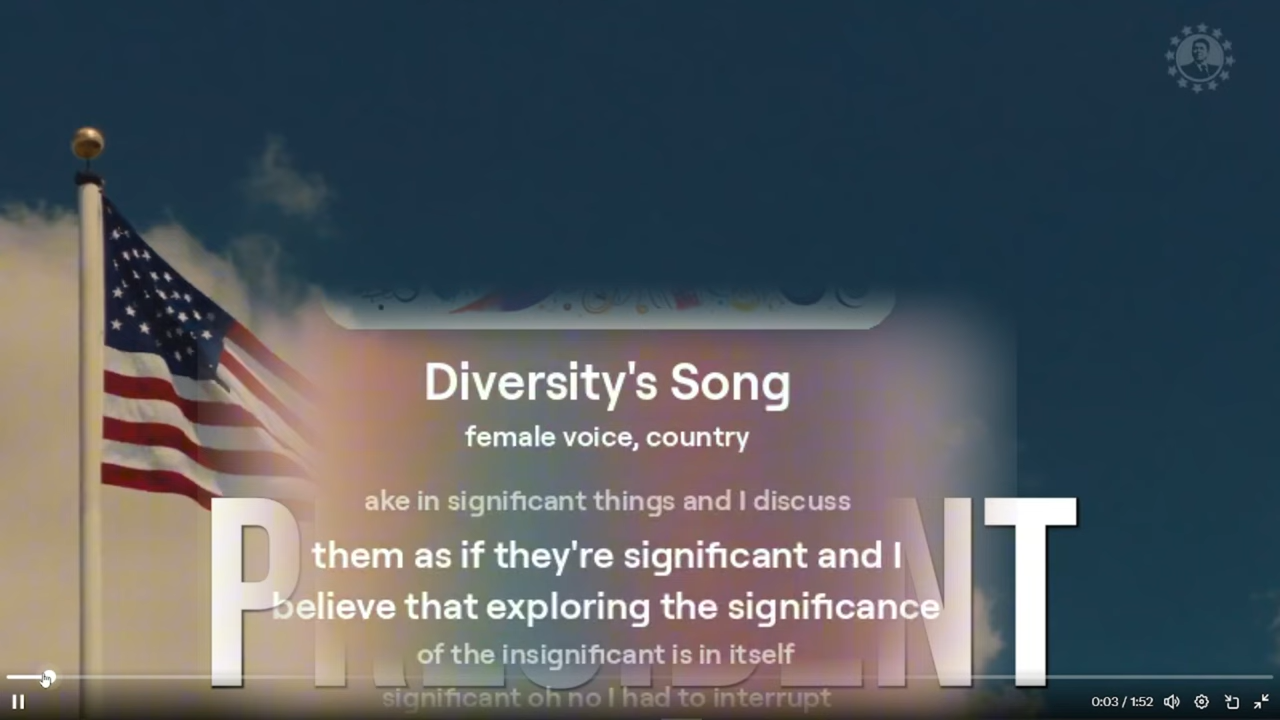 Diversity's Song
female voice, country
ake in significant things and I discuss
them as if they're significant and I
believe that exploring the significance
of the insignificant is in itself
significant oh no I had to interrupt
PRESIDENT
0:03 / 1:52